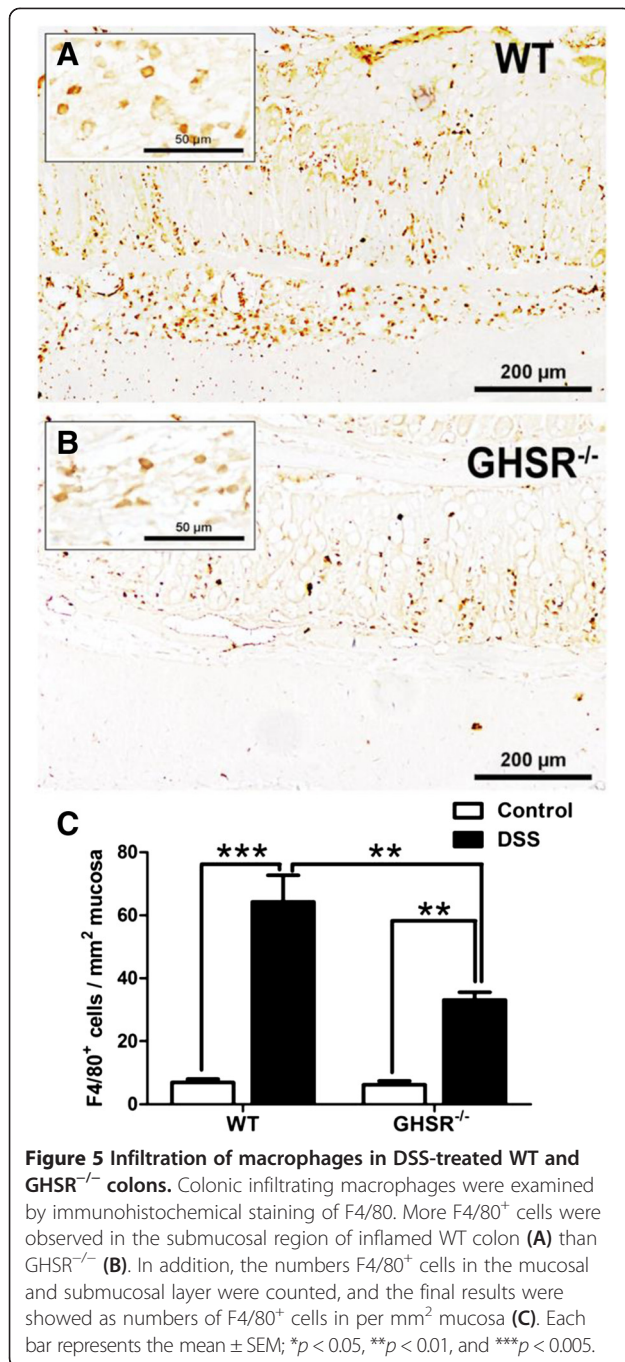 A
WT
50 µm
200 µm
B
GHSR-/-
50 µm
200 µm
C
Control
DSS
F4/80+ cells / mm2 mucosa
80
60
40
20
0
***
**
**
WT
GHSR-/-
Figure 5 Infiltration of macrophages in DSS-treated WT and
GHSR−/− colons. Colonic infiltrating macrophages were examined
by immunohistochemical staining of F4/80. More F4/80+ cells were
observed in the submucosal region of inflamed WT colon (A) than
GHSR−/− (B). In addition, the numbers F4/80+ cells in the mucosal
and submucosal layer were counted, and the final results were
showed as numbers of F4/80+ cells in per mm2 mucosa (C). Each
bar represents the mean ± SEM; *p < 0.05, **p < 0.01, and ***p < 0.005.